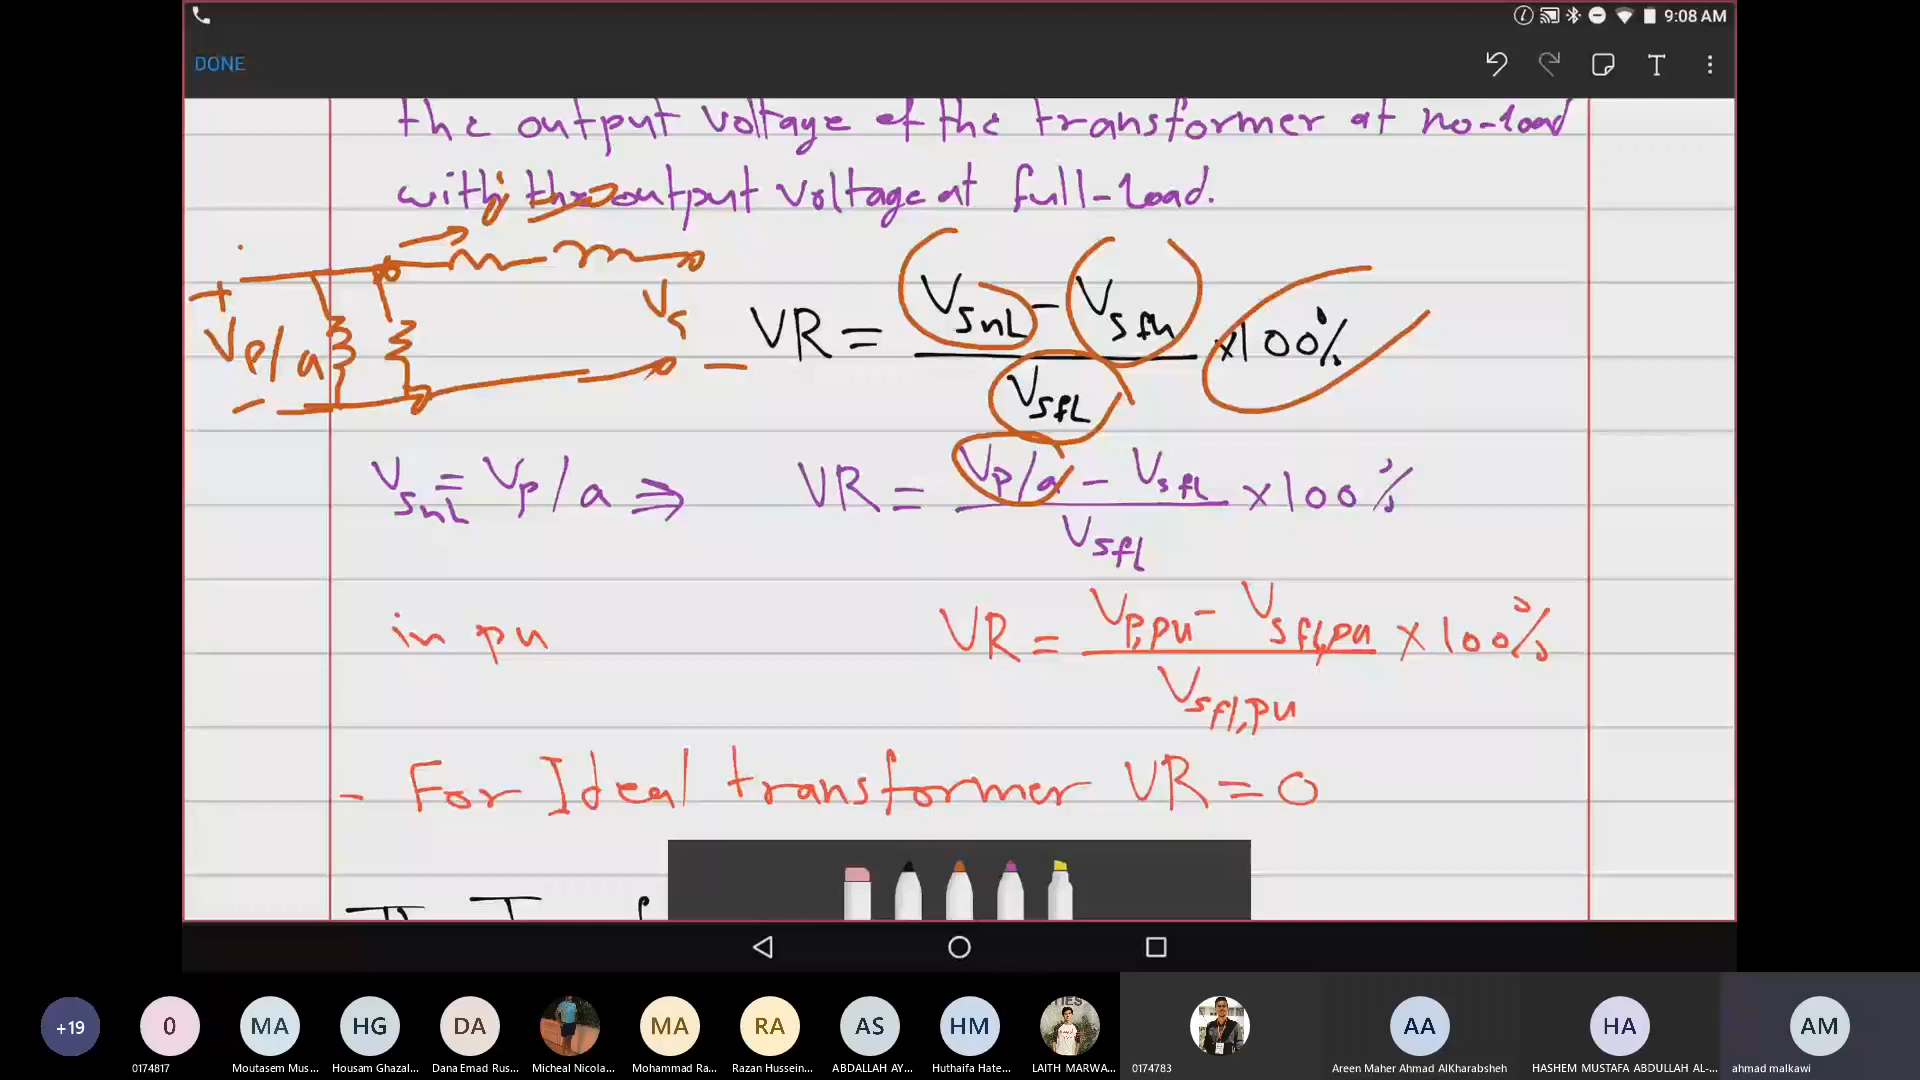 9:08 AM
DONE
the output voltage of the transformer at no-load
with the output voltage at full-load.
+
Vp/a
-
Vs
-
VR = VsnL - Vsfu / VsfL x100%
VsnL = Vp/a ⇒ VR = Vp/a - Vsfl / Vsfl x100%
in pu VR = Vp,pu - Vsfl,pu / Vsfl,pu x100%
- For Ideal transformer VR = 0
+19
0
MA
HG
DA
MA
RA
AS
HM
TIES
AA
HA
AM
0174817
Moutasem Mus...
Housam Ghazal...
Dana Emad Rus...
Micheal Nicola...
Mohammad Ra...
Razan Hussein...
ABDALLAH AY...
Huthaifa Hate...
LAITH MARWA...
0174783
Areen Maher Ahmad AlKharabsheh
HASHEM MUSTAFA ABDULLAH AL-...
ahmad malkawi